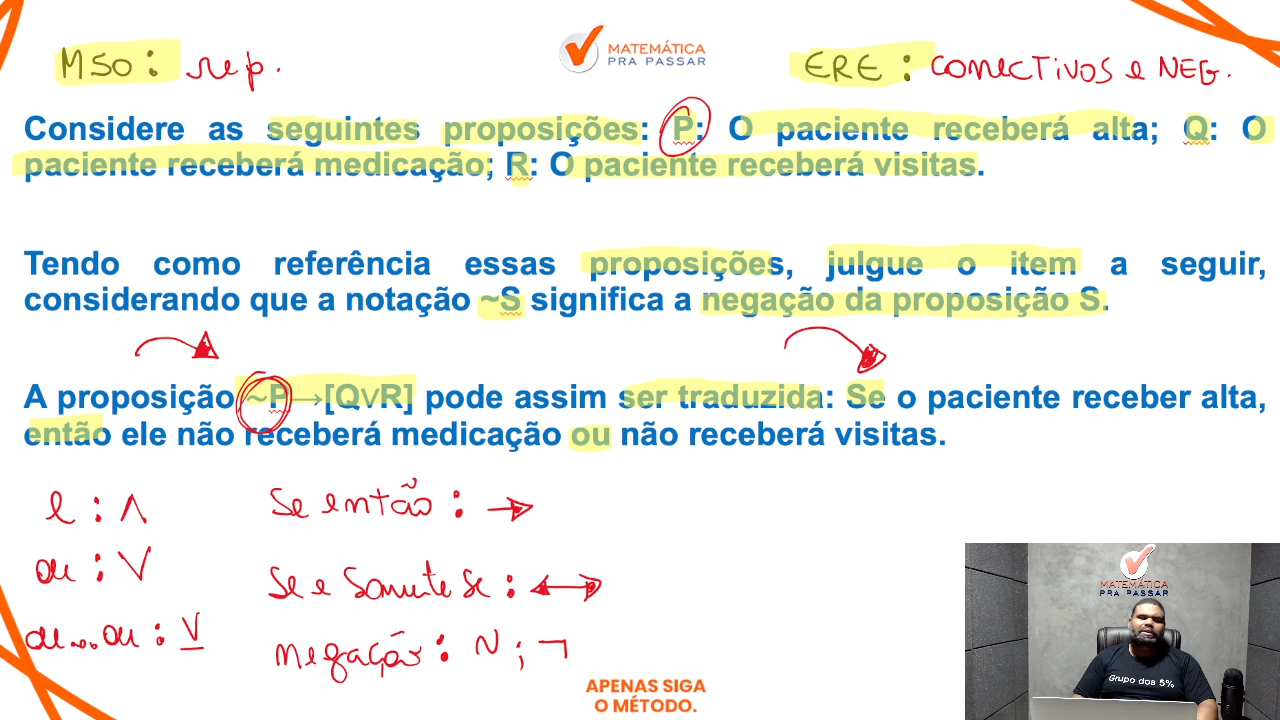 MSO : rep.
MATEMÁTICA
PRA PASSAR
ERE : CONECTIVOS e NEG.
Considere as seguintes proposições: P: O paciente receberá alta; Q: O
paciente receberá medicação; R: O paciente receberá visitas.
Tendo como referência essas proposições, julgue o item a seguir,
considerando que a notação ~S significa a negação da proposição S.
A proposição ~P→[Q∨R] pode assim ser traduzida: Se o paciente receber alta,
então ele não receberá medicação ou não receberá visitas.
e : ∧
Se então : →
ou : ∨
Se e somente se : ↔
ou...ou : ⊻
negação : ~ ; ¬
MATEMÁTICA
PRA PASSAR
Grupo dos 5%
APENAS SIGA
O MÉTODO.